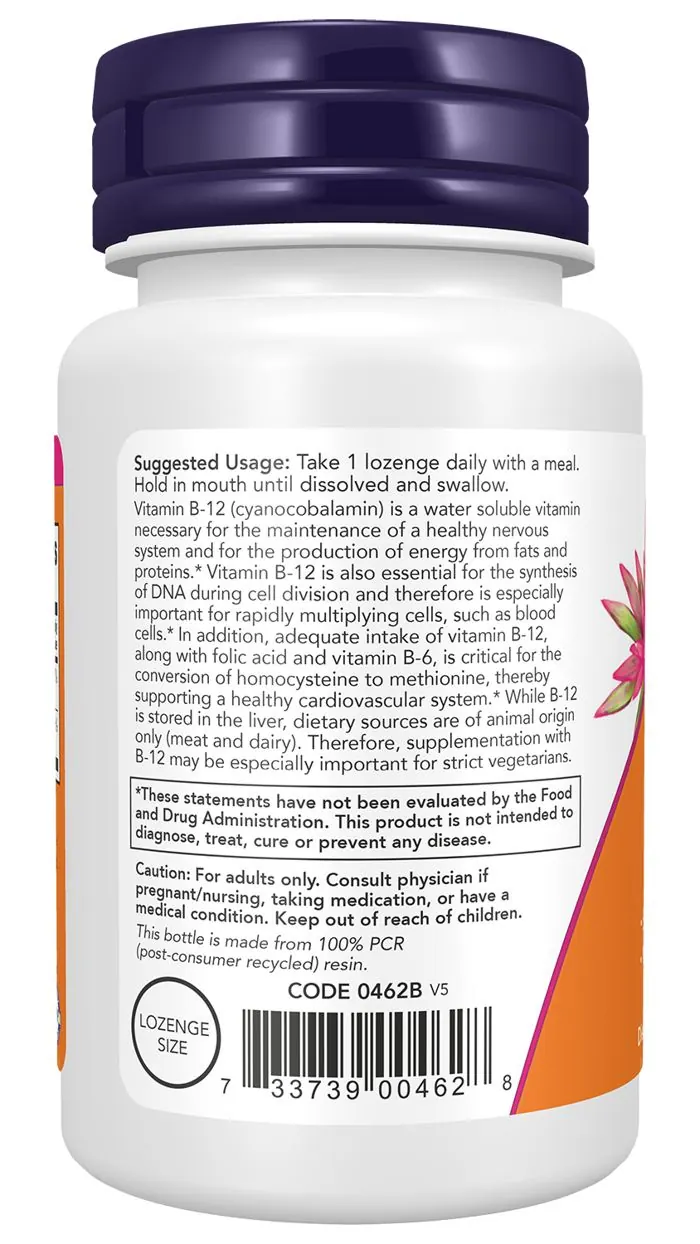 Suggested Usage: Take 1 lozenge daily with a meal.
Hold in mouth until dissolved and swallow.
Vitamin B-12 (cyanocobalamin) is a water soluble vitamin
necessary for the maintenance of a healthy nervous
system and for the production of energy from fats and
proteins.* Vitamin B-12 is also essential for the synthesis
of DNA during cell division and therefore is especially
important for rapidly multiplying cells, such as blood
cells.* In addition, adequate intake of vitamin B-12,
along with folic acid and vitamin B-6, is critical for the
conversion of homocysteine to methionine, thereby
supporting a healthy cardiovascular system.* While B-12
is stored in the liver, dietary sources are of animal origin
only (meat and dairy). Therefore, supplementation with
B-12 may be especially important for strict vegetarians.
*These statements have not been evaluated by the Food
and Drug Administration. This product is not intended to
diagnose, treat, cure or prevent any disease.
Caution: For adults only. Consult physician if
pregnant/nursing, taking medication, or have a
medical condition. Keep out of reach of children.
This bottle is made from 100% PCR
(post-consumer recycled) resin.
CODE 0462B V5
LOZENGE
SIZE
7 33739 00462 8